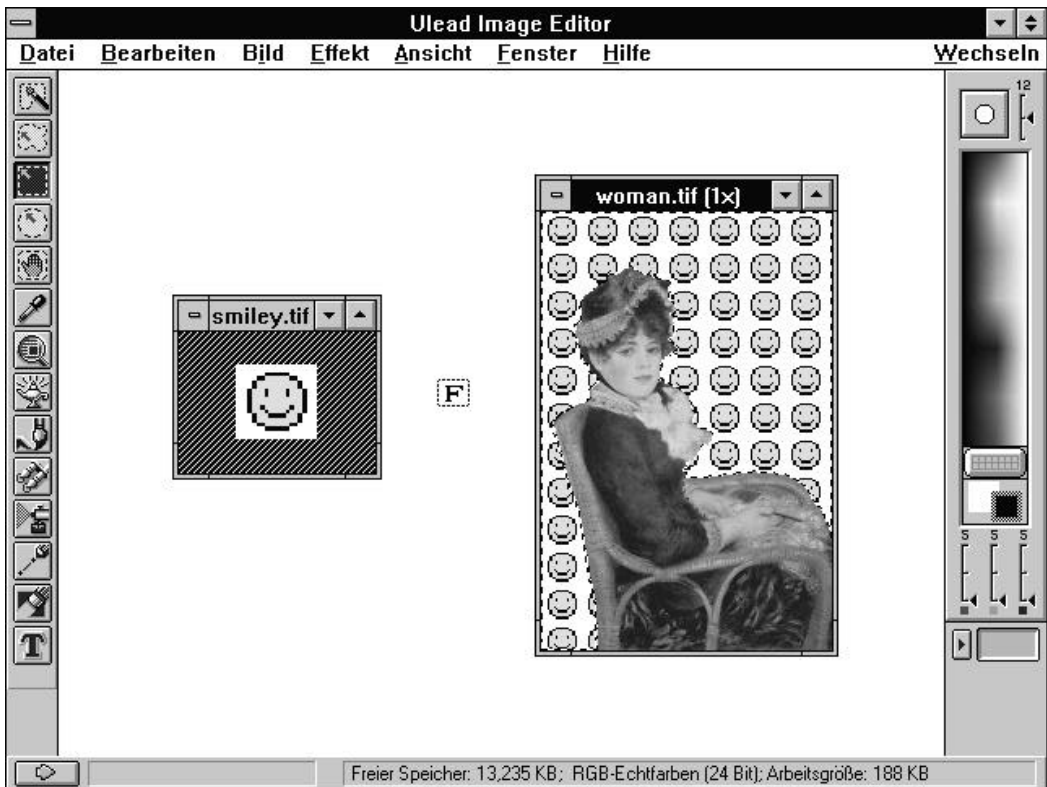 Ulead Image Editor
Datei Bearbeiten Bild Effekt Ansicht Fenster Hilfe Wechseln
12
woman.tif (1x)
smiley.tif
F
5 5 5
T
Freier Speicher: 13,235 KB; RGB-Echtfarben (24 Bit); Arbeitsgröße: 188 KB